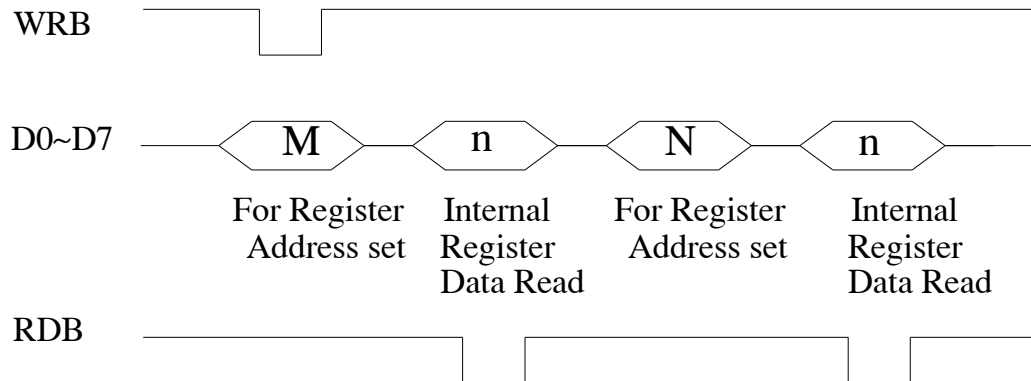 WRB
D0~D7
M
n
N
n
For Register
Address set
Internal
Register
Data Read
For Register
Address set
Internal
Register
Data Read
RDB